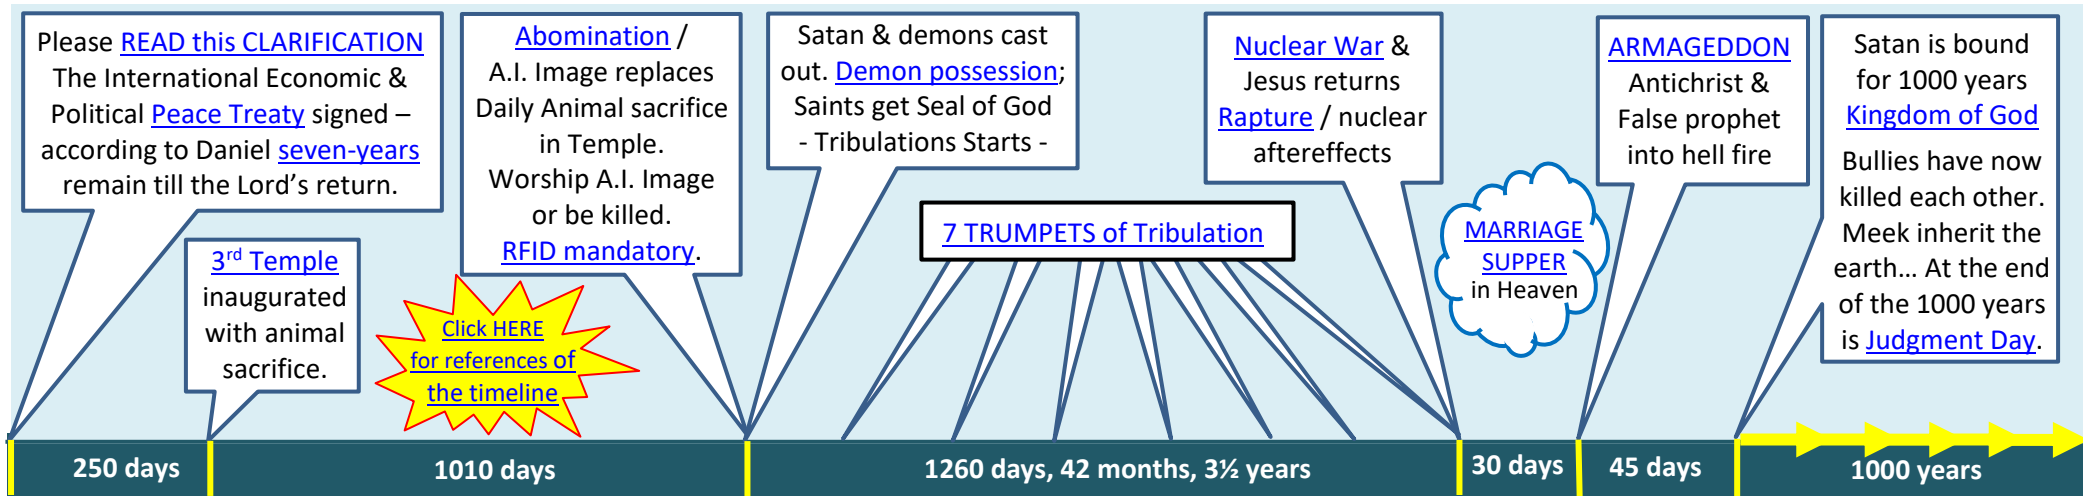 Please READ this CLARIFICATION
The International Economic &
Political Peace Treaty signed –
according to Daniel seven-years
remain till the Lord’s return.
3rd Temple
inaugurated
with animal
sacrifice.
Click HERE
for references of
the timeline
Abomination /
A.I. Image replaces
Daily Animal sacrifice
in Temple.
Worship A.I. Image
or be killed.
RFID mandatory.
Satan & demons cast
out. Demon possession;
Saints get Seal of God
- Tribulations Starts -
7 TRUMPETS of Tribulation
Nuclear War &
Jesus returns
Rapture / nuclear
aftereffects
MARRIAGE
SUPPER
in Heaven
ARMAGEDDON
Antichrist &
False prophet
into hell fire
Satan is bound
for 1000 years
Kingdom of God
Bullies have now
killed each other.
Meek inherit the
earth… At the end
of the 1000 years
is Judgment Day.
250 days
1010 days
1260 days, 42 months, 3½ years
30 days
45 days
1000 years